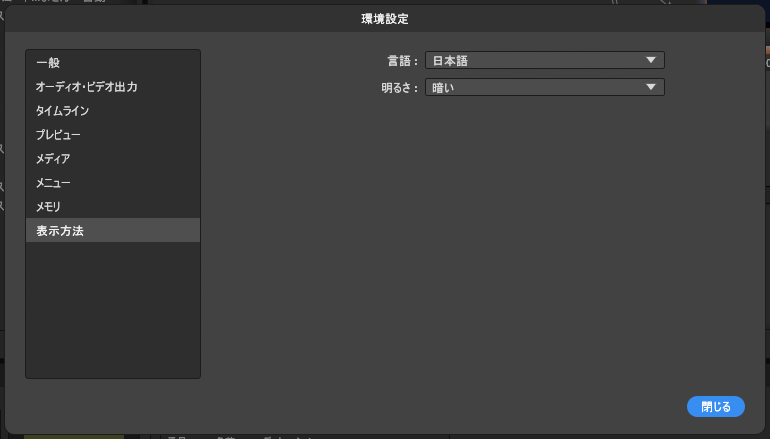 環境設定
一般
オーディオ・ビデオ出力
タイムライン
プレビュー
メディア
メニュー
メモリ
表示方法
言語：
日本語
明るさ：
暗い
閉じる